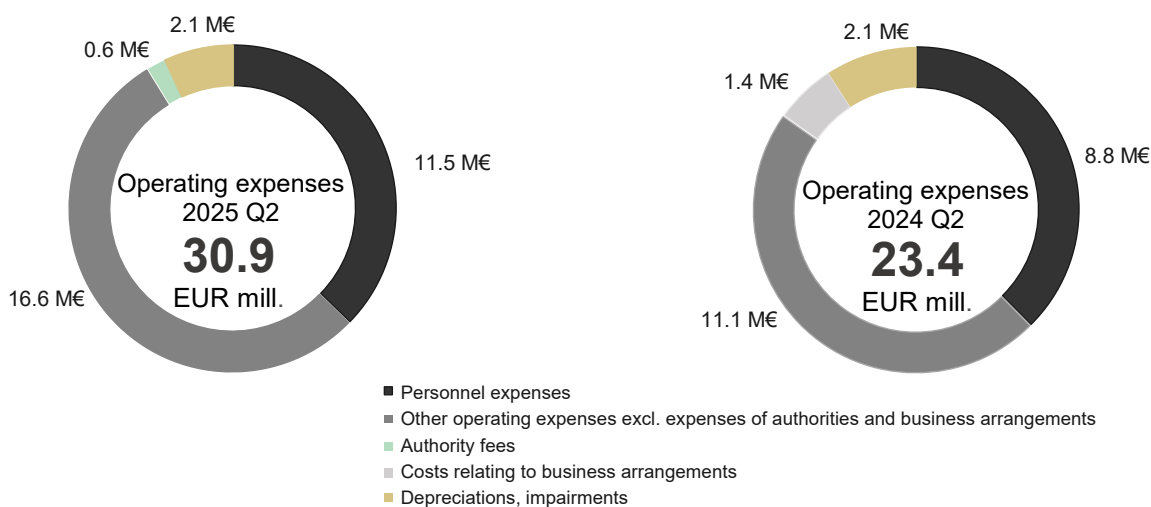 2.1 M€
0.6 M€
11.5 M€
Operating expenses
2025 Q2
30.9
EUR mill.
16.6 M€
2.1 M€
1.4 M€
8.8 M€
Operating expenses
2024 Q2
23.4
EUR mill.
11.1 M€
Personnel expenses
Other operating expenses excl. expenses of authorities and business arrangements
Authority fees
Costs relating to business arrangements
Depreciations, impairments